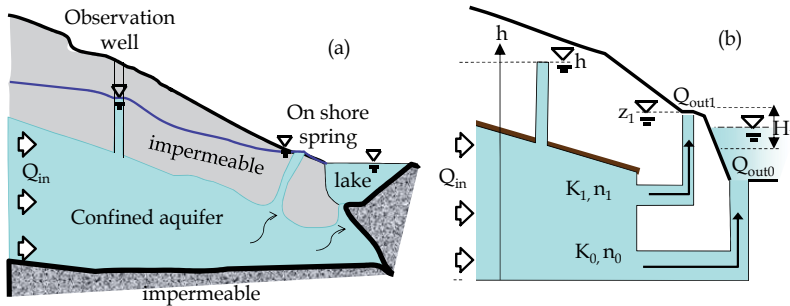 Observation
well
(a)
On shore
spring
impermeable
lake
Q_in
Confined aquifer
impermeable
(b)
h
h
Q_out1
z_1
H
Q_out0
Q_in
K_1, n_1
K_0, n_0